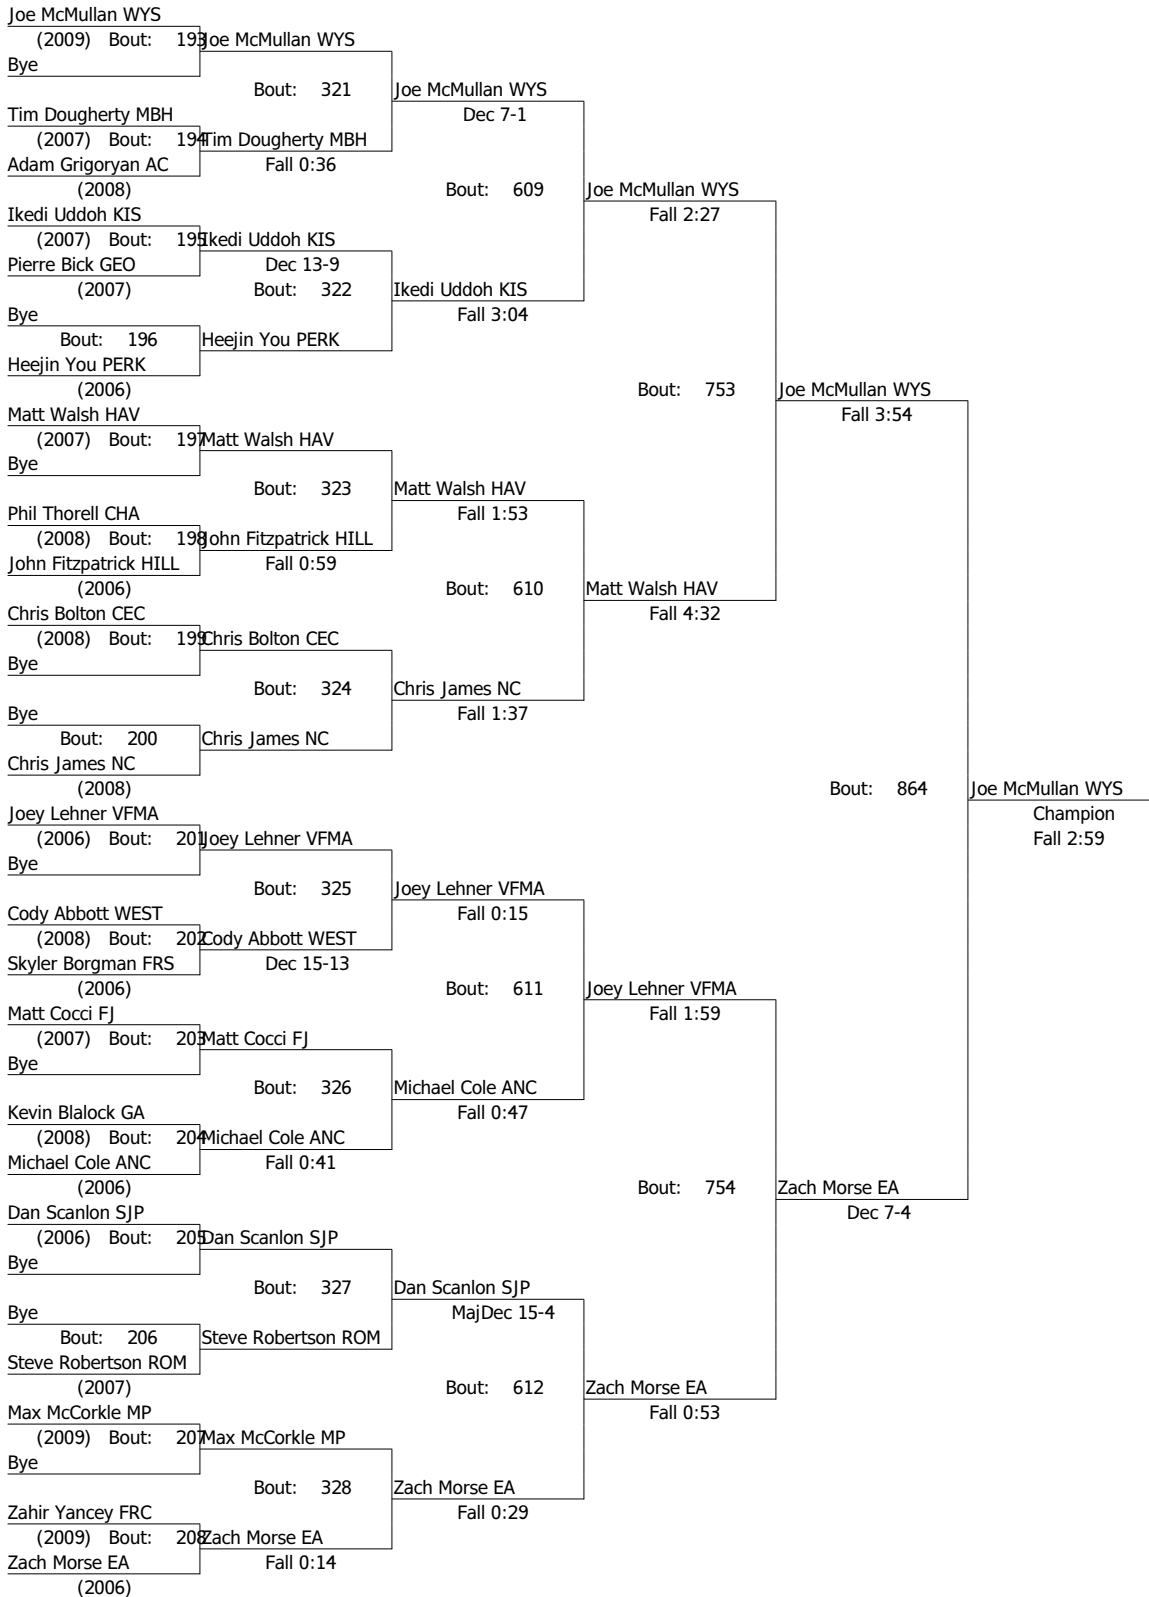 Joe McMullan WYS
(2009) Bout: 193 Joe McMullan WYS
Bye
Bout: 321 Joe McMullan WYS
Tim Dougherty MBH Dec 7-1
(2007) Bout: 194 Tim Dougherty MBH
Adam Grigoryan AC Fall 0:36
(2008) Bout: 609 Joe McMullan WYS
Ikedi Uddoh KIS Fall 2:27
(2007) Bout: 195 Ikedi Uddoh KIS
Pierre Bick GEO Dec 13-9
(2007) Bout: 322 Ikedi Uddoh KIS
Bye Fall 3:04
Bout: 196 Heejin You PERK
Heejin You PERK
(2006) Bout: 753 Joe McMullan WYS
Matt Walsh HAV Fall 3:54
(2007) Bout: 197 Matt Walsh HAV
Bye
Bout: 323 Matt Walsh HAV
Phil Thorell CHA Fall 1:53
(2008) Bout: 198 John Fitzpatrick HILL
John Fitzpatrick HILL Fall 0:59
(2006) Bout: 610 Matt Walsh HAV
Chris Bolton CEC Fall 4:32
(2008) Bout: 199 Chris Bolton CEC
Bye
Bout: 324 Chris James NC
Bye Fall 1:37
Bout: 200 Chris James NC
Chris James NC
(2008) Bout: 864 Joe McMullan WYS
Joey Lehner VFMA Champion
(2006) Bout: 201 Joey Lehner VFMA Fall 2:59
Bye
Bout: 325 Joey Lehner VFMA
Cody Abbott WEST Fall 0:15
(2008) Bout: 202 Cody Abbott WEST
Skyler Borgman FRS Dec 15-13
(2006) Bout: 611 Joey Lehner VFMA
Matt Cocci FJ Fall 1:59
(2007) Bout: 203 Matt Cocci FJ
Bye
Bout: 326 Michael Cole ANC
Kevin Blalock GA Fall 0:47
(2008) Bout: 204 Michael Cole ANC
Michael Cole ANC Fall 0:41
(2006) Bout: 754 Zach Morse EA
Dan Scanlon SJP Dec 7-4
(2006) Bout: 205 Dan Scanlon SJP
Bye
Bout: 327 Dan Scanlon SJP
Bye MajDec 15-4
Bout: 206 Steve Robertson ROM
Steve Robertson ROM
(2007) Bout: 612 Zach Morse EA
Max McCorkle MP Fall 0:53
(2009) Bout: 207 Max McCorkle MP
Bye
Bout: 328 Zach Morse EA
Zahir Yancey FRC Fall 0:29
(2009) Bout: 208 Zach Morse EA
Zach Morse EA Fall 0:14
(2006)